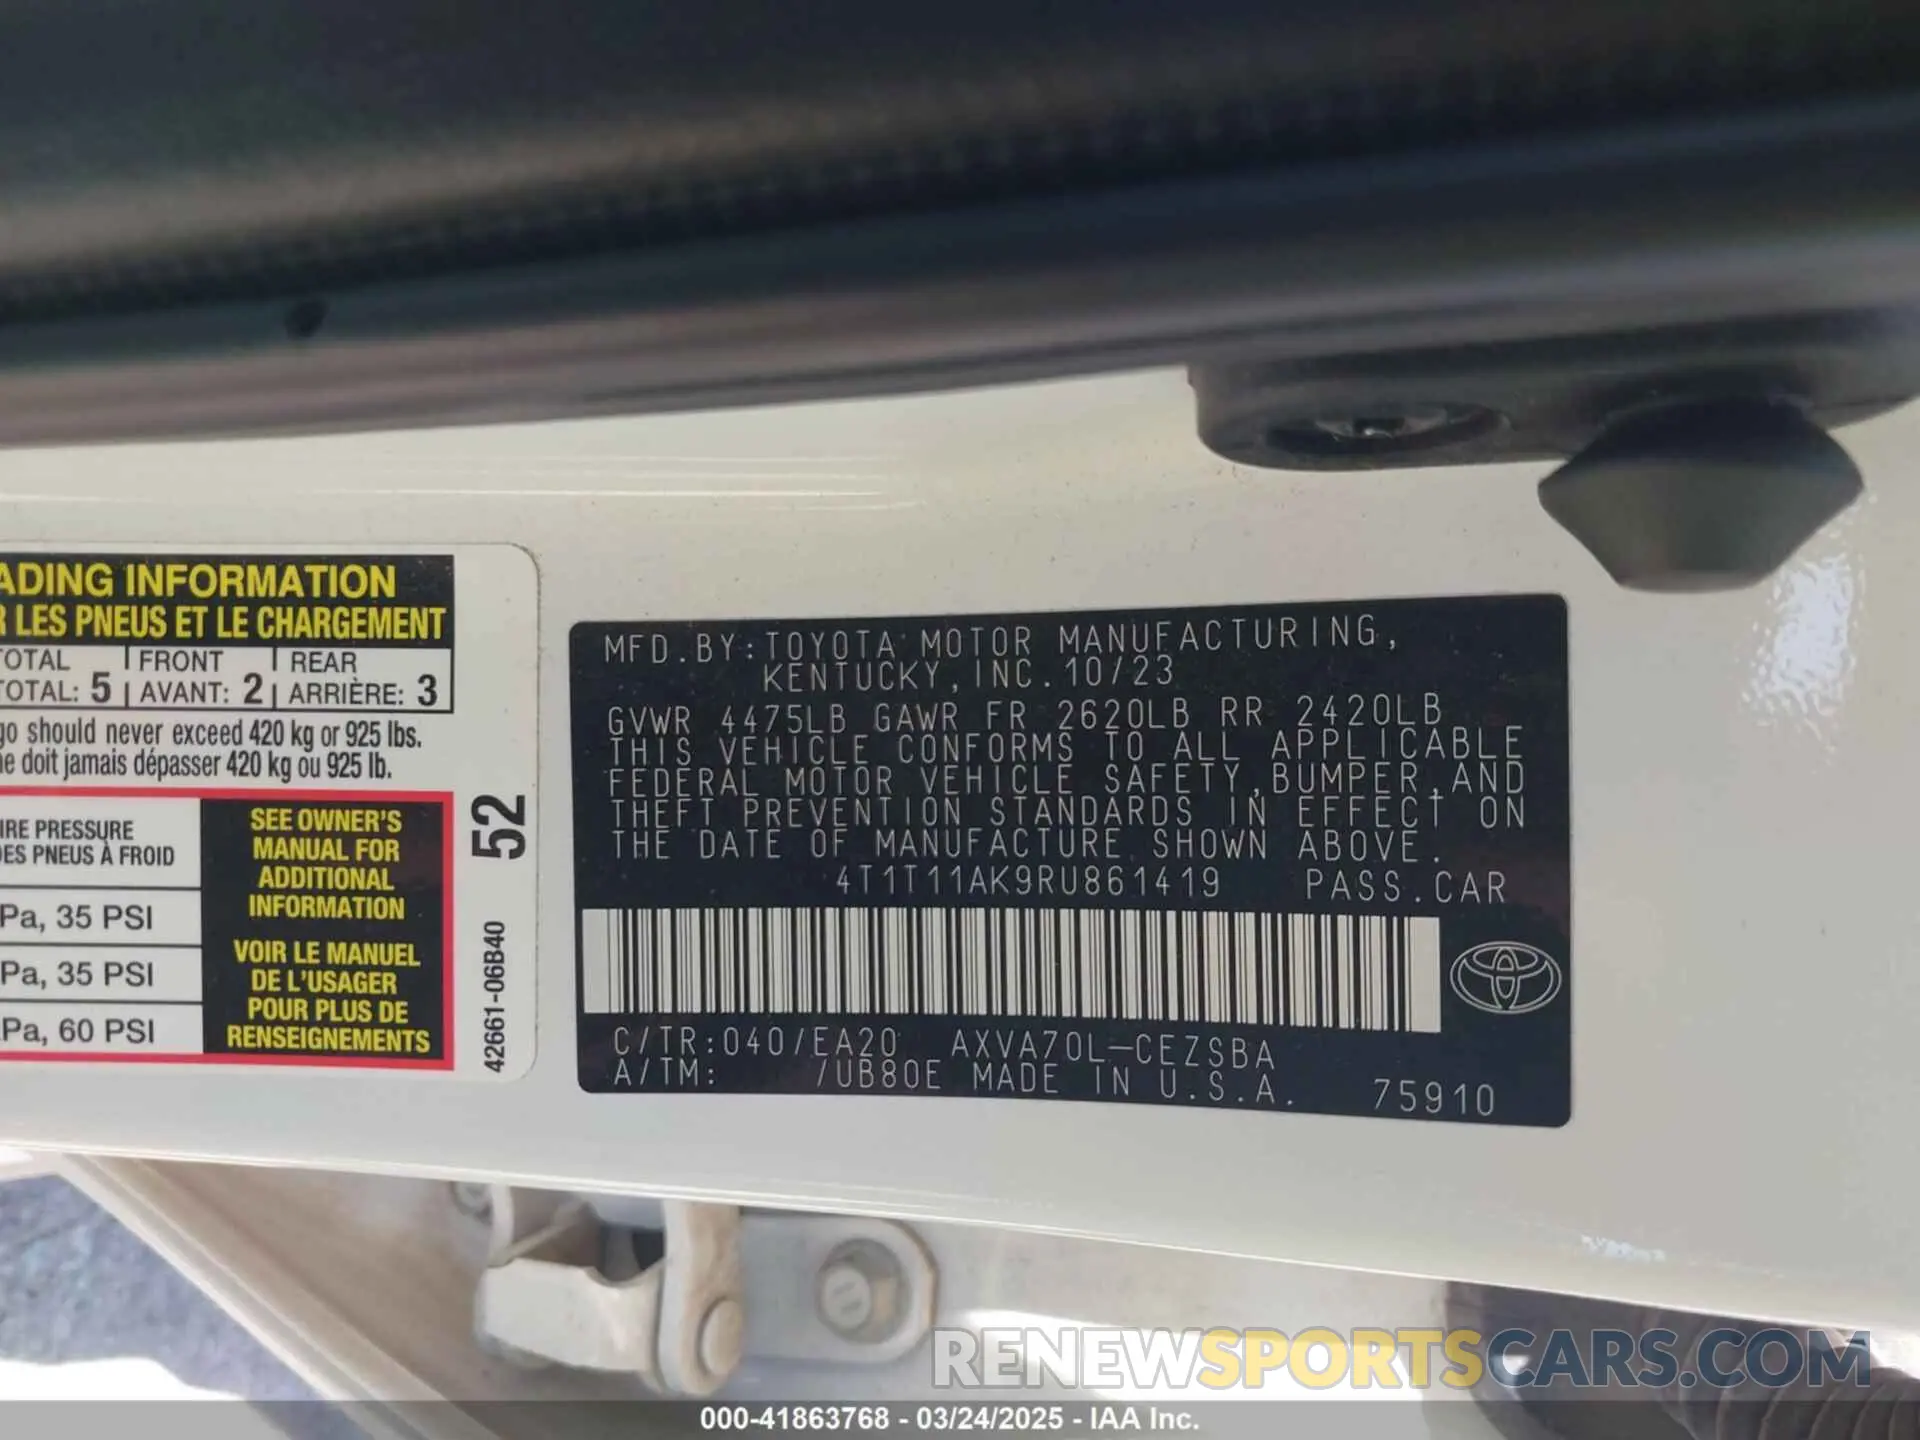 ADING INFORMATION
R LES PNEUS ET LE CHARGEMENT
TOTAL FRONT REAR
TOTAL: 5 AVANT: 2 ARRIÈRE: 3
go should never exceed 420 kg or 925 lbs.
ne doit jamais dépasser 420 kg ou 925 lb.
IRE PRESSURE
DES PNEUS À FROID
Pa, 35 PSI
Pa, 35 PSI
Pa, 60 PSI
SEE OWNER'S
MANUAL FOR
ADDITIONAL
INFORMATION
VOIR LE MANUEL
DE L'USAGER
POUR PLUS DE
RENSEIGNEMENTS
52
42661-06B40
MFD.BY:TOYOTA MOTOR MANUFACTURING,
KENTUCKY,INC.10/23
GVWR 4475LB GAWR FR 2620LB RR 2420LB
THIS VEHICLE CONFORMS TO ALL APPLICABLE
FEDERAL MOTOR VEHICLE SAFETY,BUMPER,AND
THEFT PREVENTION STANDARDS IN EFFECT ON
THE DATE OF MANUFACTURE SHOWN ABOVE.
4T1T11AK9RU861419 PASS.CAR
C/TR:040/EA20 AXVA70L-CEZSBA
A/TM: /UB80E MADE IN U.S.A. 75910
RENEWSPORTSCARS.COM
000-41863768 - 03/24/2025 - IAA Inc.